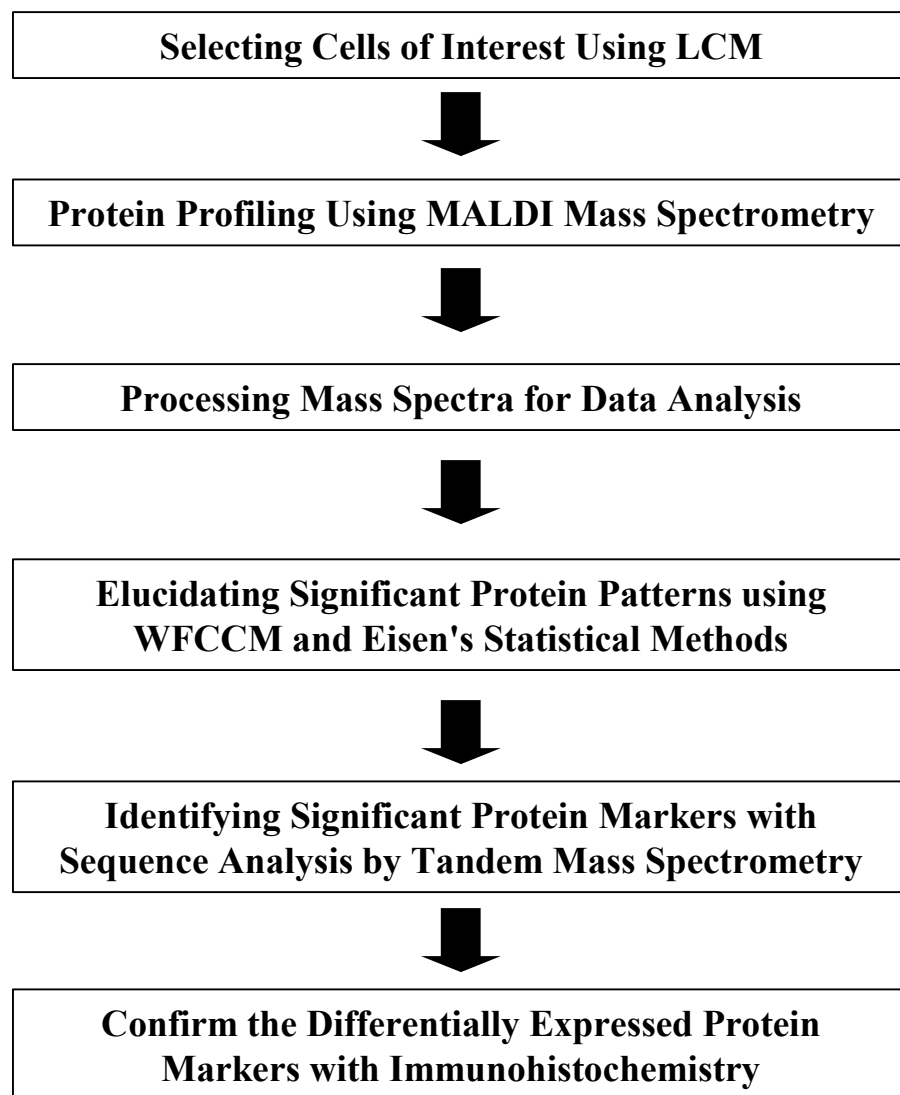 Selecting Cells of Interest Using LCM
Protein Profiling Using MALDI Mass Spectrometry
Processing Mass Spectra for Data Analysis
Elucidating Significant Protein Patterns using
WFCCM and Eisen's Statistical Methods
Identifying Significant Protein Markers with
Sequence Analysis by Tandem Mass Spectrometry
Confirm the Differentially Expressed Protein
Markers with Immunohistochemistry